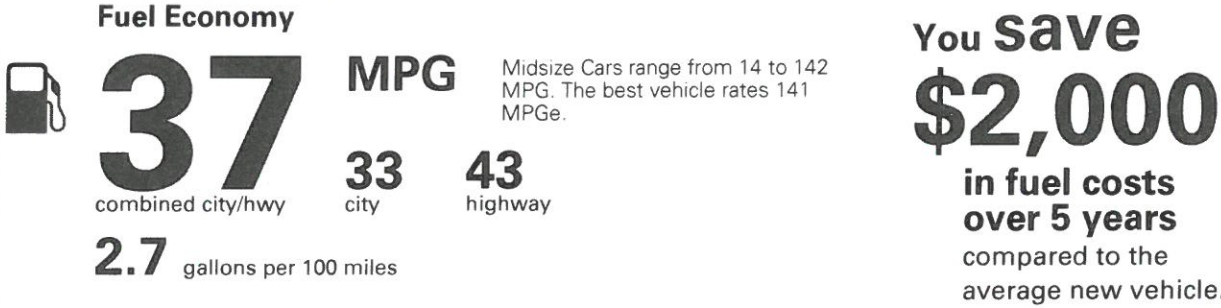 Fuel Economy
37
MPG
combined city/hwy
33
city
43
highway
2.7 gallons per 100 miles
Midsize Cars range from 14 to 142
MPG. The best vehicle rates 141
MPGe.
You save
$2,000
in fuel costs
over 5 years
compared to the
average new vehicle.